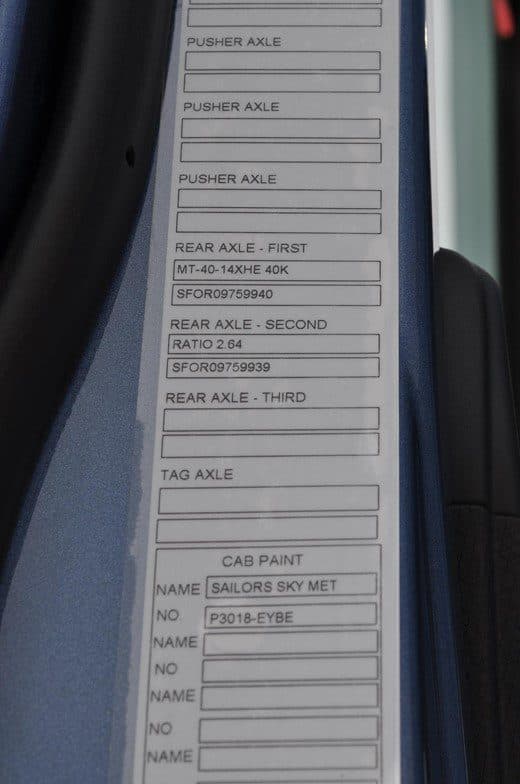 PUSHER AXLE
PUSHER AXLE
PUSHER AXLE
REAR AXLE - FIRST
MT-40-14XHE 40K
SFOR09759940
REAR AXLE - SECOND
RATIO 2.64
SFOR09759939
REAR AXLE - THIRD
TAG AXLE
CAB PAINT
NAME SAILORS SKY MET
NO P3018-EYBE
NAME
NO
NAME
NO
NAME